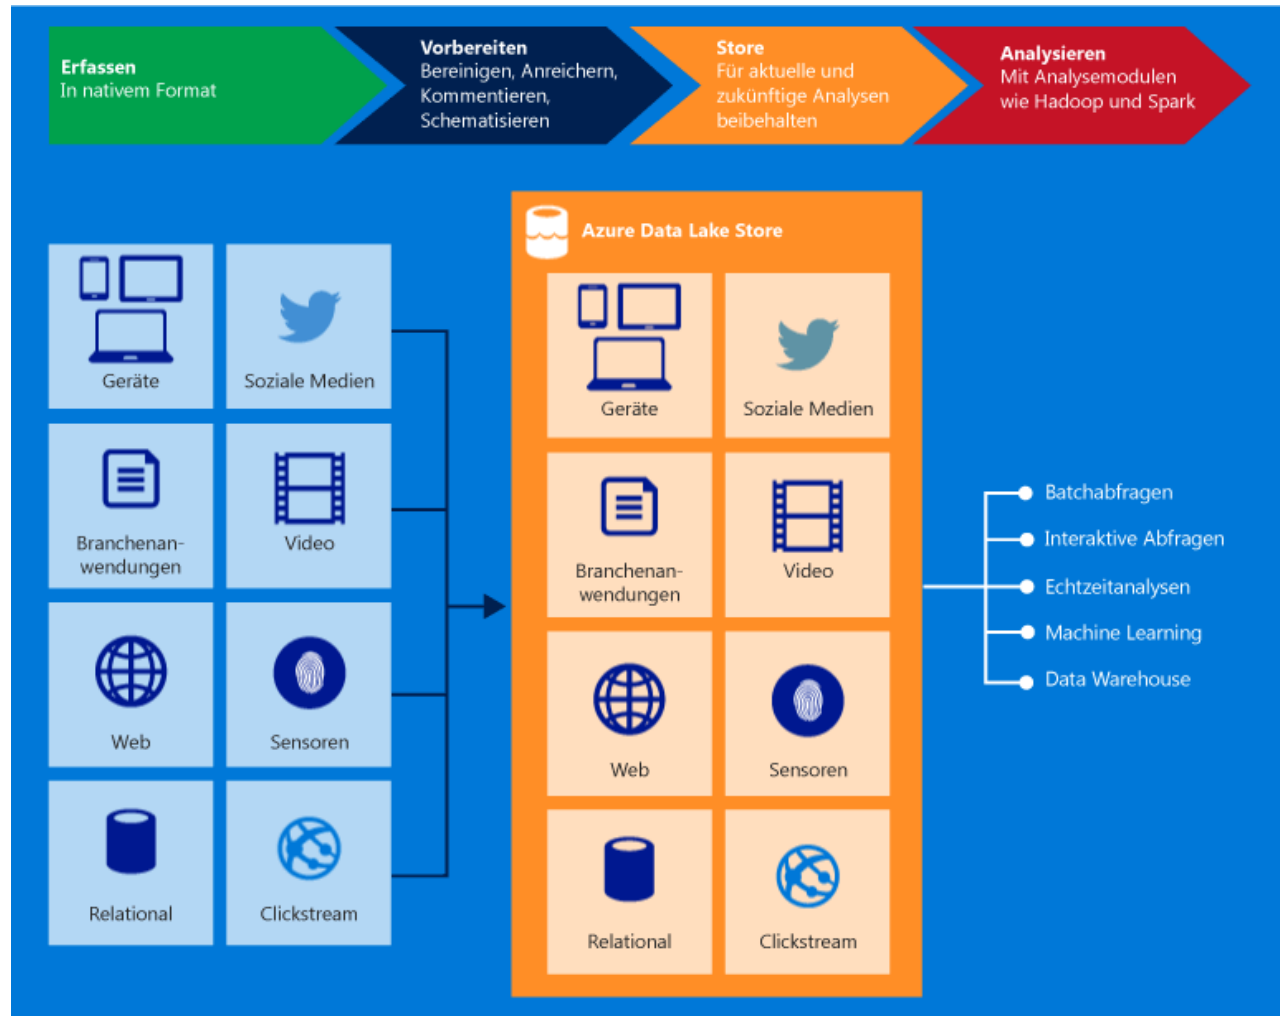 Erfassen
In nativem Format
Vorbereiten
Bereinigen, Anreichern,
Kommentieren,
Schematisieren
Store
Für aktuelle und
zukünftige Analysen
beibehalten
Analysieren
Mit Analysemodulen
wie Hadoop und Spark
Geräte
Soziale Medien
Branchenan-
wendungen
Video
Web
Sensoren
Relational
Clickstream
Azure Data Lake Store
Geräte
Soziale Medien
Branchenan-
wendungen
Video
Web
Sensoren
Relational
Clickstream
Batchabfragen
Interaktive Abfragen
Echtzeitanalysen
Machine Learning
Data Warehouse